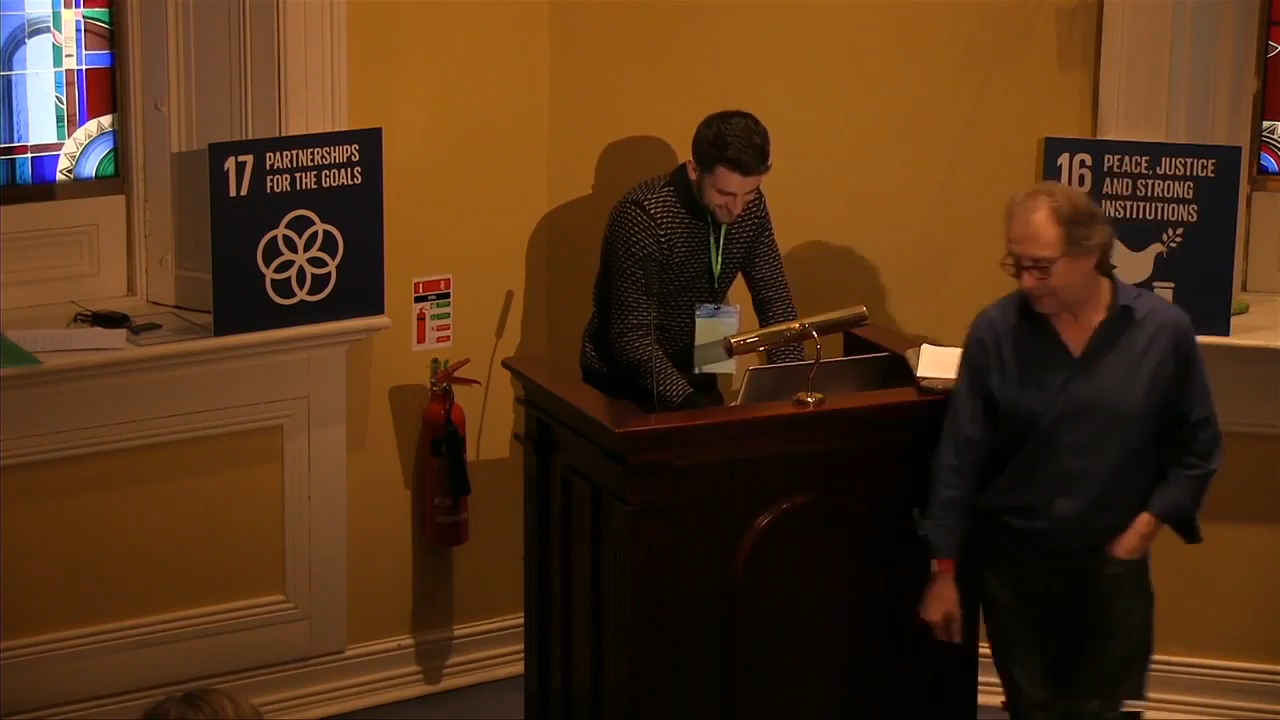 17 PARTNERSHIPS
FOR THE GOALS
16 PEACE, JUSTICE
AND STRONG
INSTITUTIONS